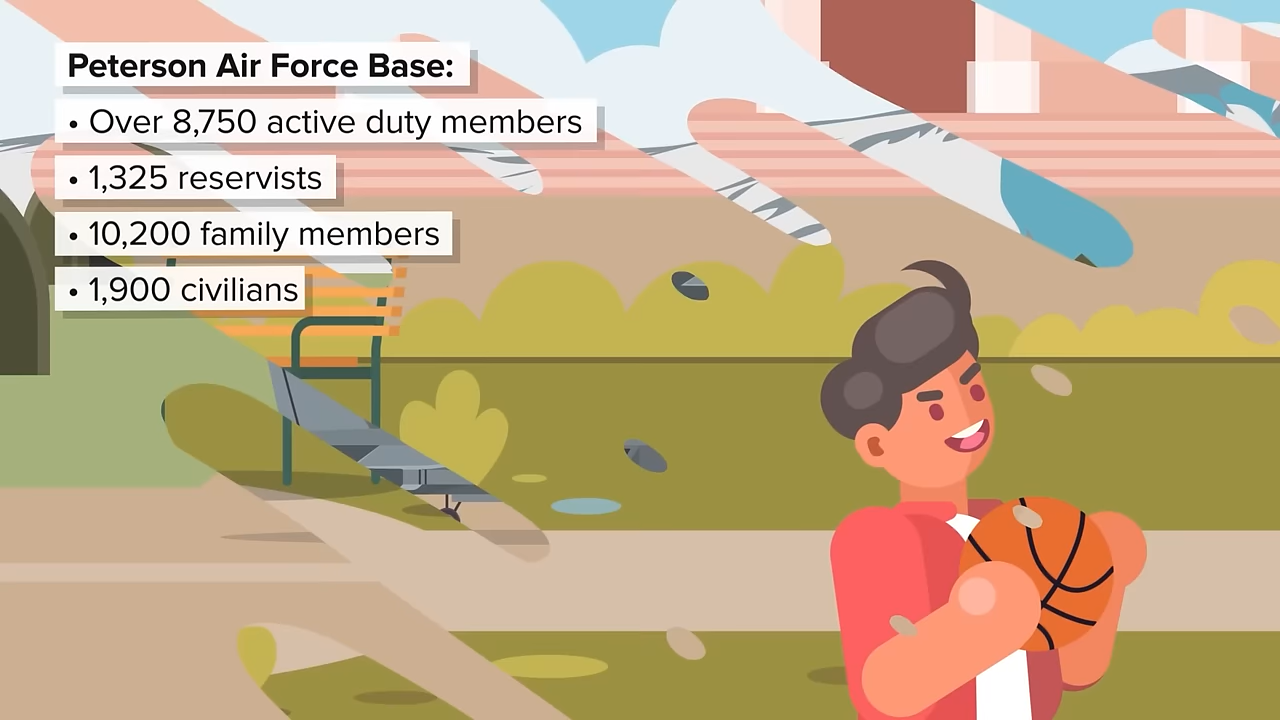 Peterson Air Force Base:
• Over 8,750 active duty members
• 1,325 reservists
• 10,200 family members
• 1,900 civilians